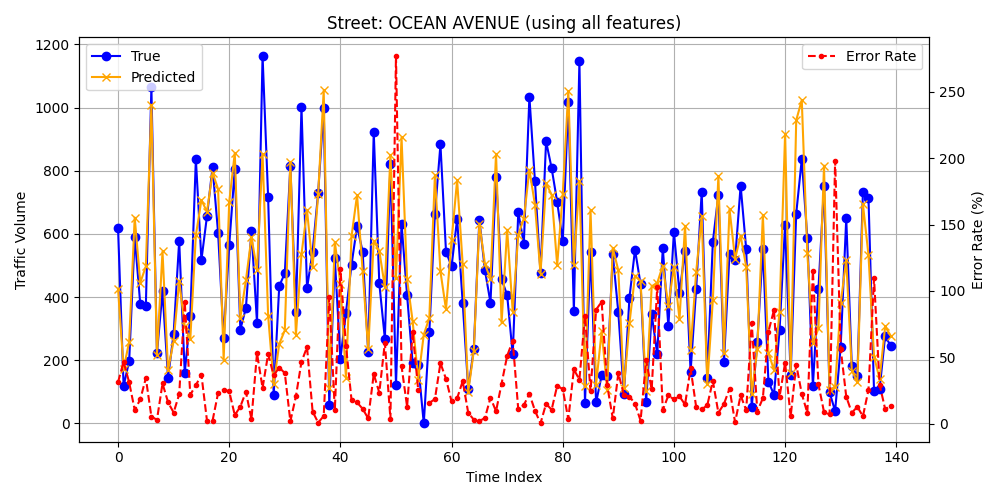 Street: OCEAN AVENUE (using all features)
True
Predicted
Error Rate
1200
1000
800
600
400
200
0
Traffic Volume
250
200
150
100
50
0
Error Rate (%)
0 20 40 60 80 100 120 140
Time Index